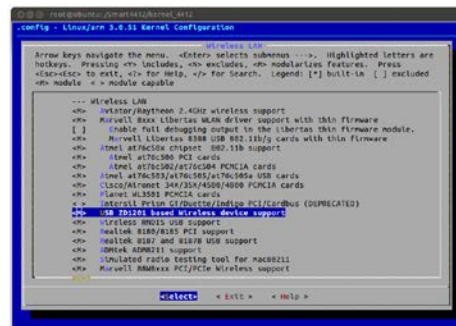 root@ubuntu: /smart4412/kernel_4412
.config - Linux/arm 3.0.51 Kernel Configuration
Wireless LAN
Arrow keys navigate the menu. <Enter> selects submenus --->. Highlighted letters are
hotkeys. Pressing <Y> includes, <N> excludes, <M> modularizes features. Press
<Esc><Esc> to exit, <?> for Help, </> for Search. Legend: [*] built-in [ ] excluded
<M> module < > module capable
--- Wireless LAN
<M> Aviator/Raytheon 2.4GHz wireless support
<M> Marvell 8xxx Libertas WLAN driver support with thin firmware
[ ] Enable full debugging output in the Libertas thin firmware module.
<M> Marvell Libertas 8388 USB 802.11b/g cards with thin firmware
<M> Atmel at76c50x chipset 802.11b support
<M> Atmel at76c506 PCI cards
<M> Atmel at76c502/at76c504 PCMCIA cards
<M> Atmel at76c503/at76c505/at76c505a USB cards
<M> Cisco/Aironet 34X/35X/4500/4800 PCMCIA cards
<M> Planet WL3501 PCMCIA cards
< > Intersil Prism GT/Duette/Indigo PCI/Cardbus (DEPRECATED)
<M> USB ZD1201 based Wireless device support
<M> Wireless RNDIS USB support
<M> Realtek 8180/8185 PCI support
<M> Realtek 8187 and 8187B USB support
<M> ADMtek ADM8211 support
<M> Simulated radio testing tool for mac80211
<M> Marvell 88W8xxx PCI/PCIe Wireless support
<Select> < Exit > < Help >